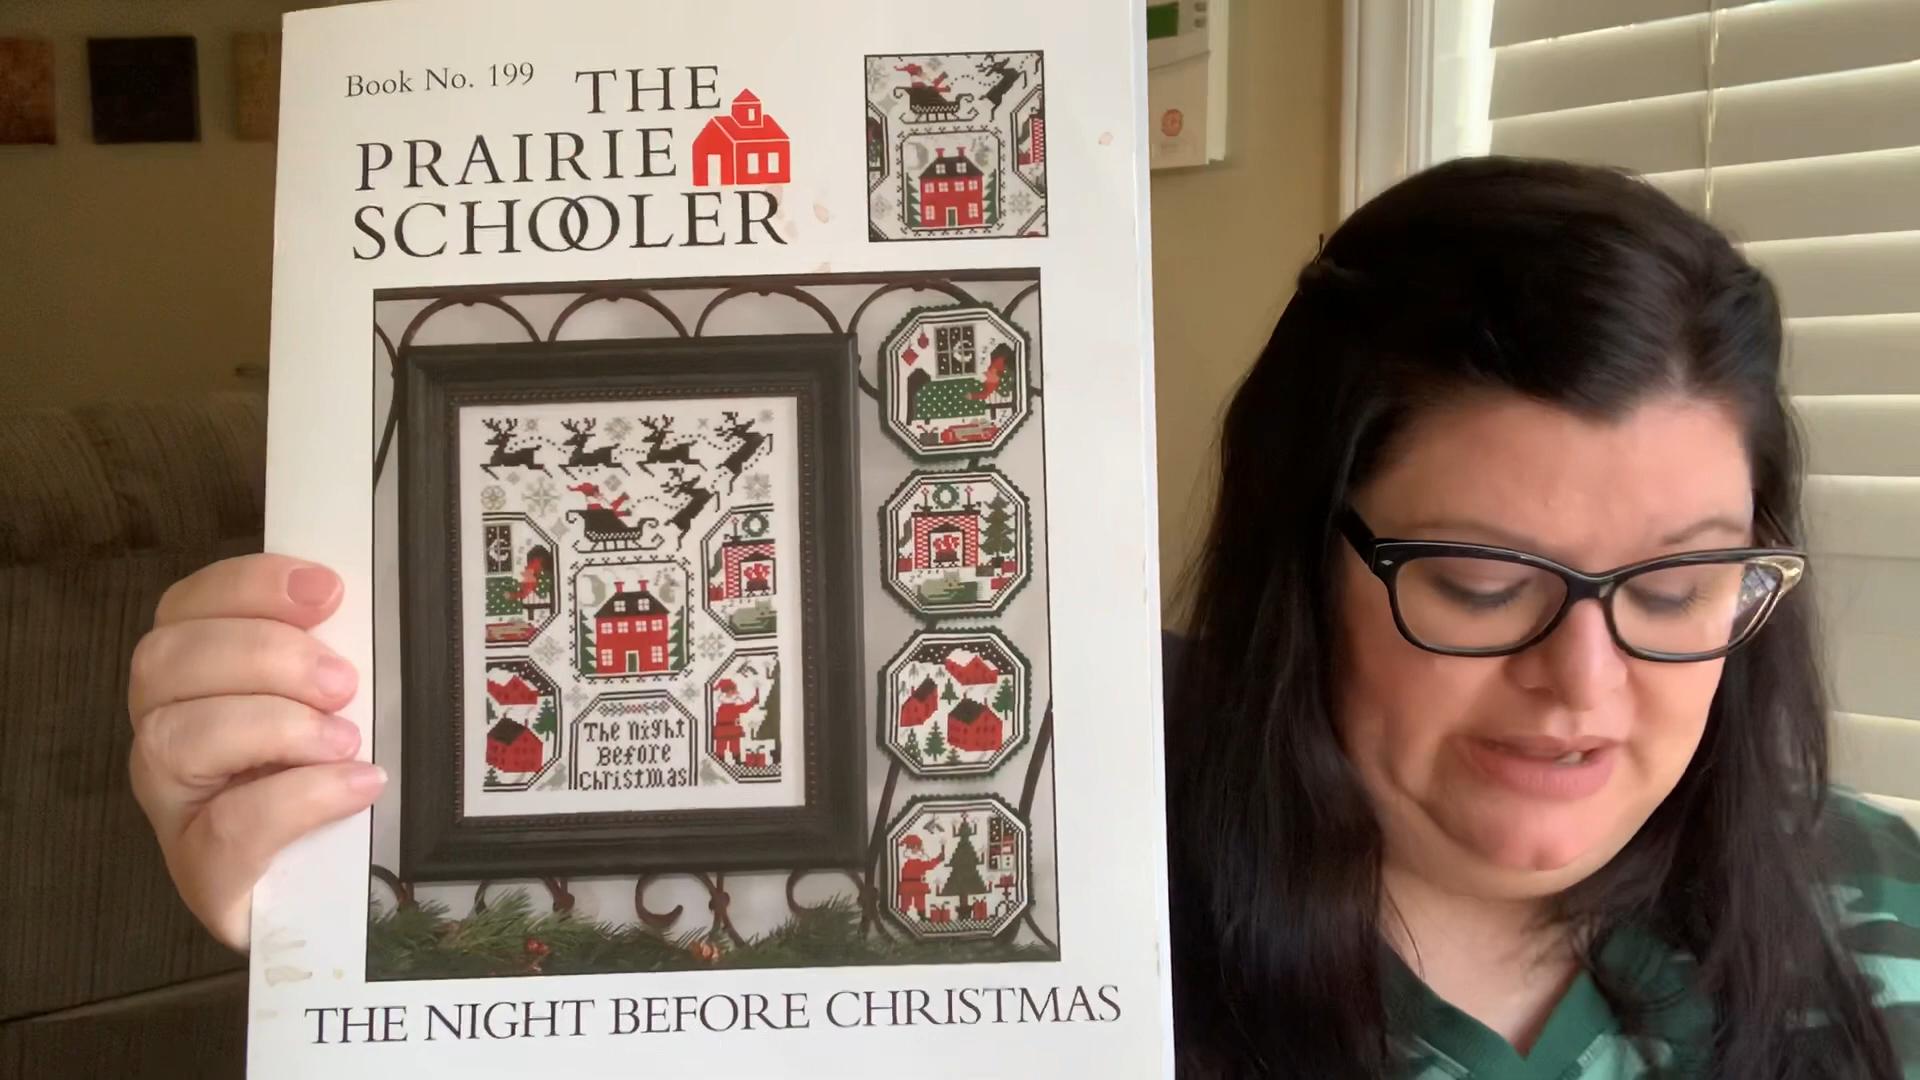 Book No. 199
THE
PRAIRIE
SCHOOLER
The Night
Before
Christmas
THE NIGHT BEFORE CHRISTMAS